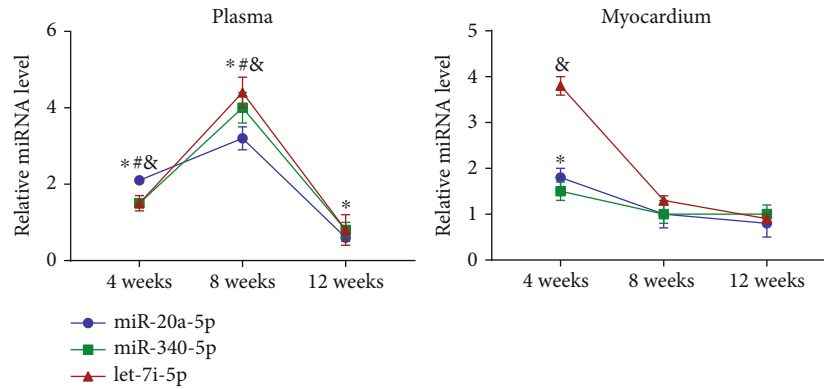 Plasma
Relative miRNA level
6
4
2
0
*#&
*#&
*
4 weeks 8 weeks 12 weeks
Myocardium
Relative miRNA level
5
4
3
2
1
0
&
*
4 weeks 8 weeks 12 weeks
miR-20a-5p
miR-340-5p
let-7i-5p